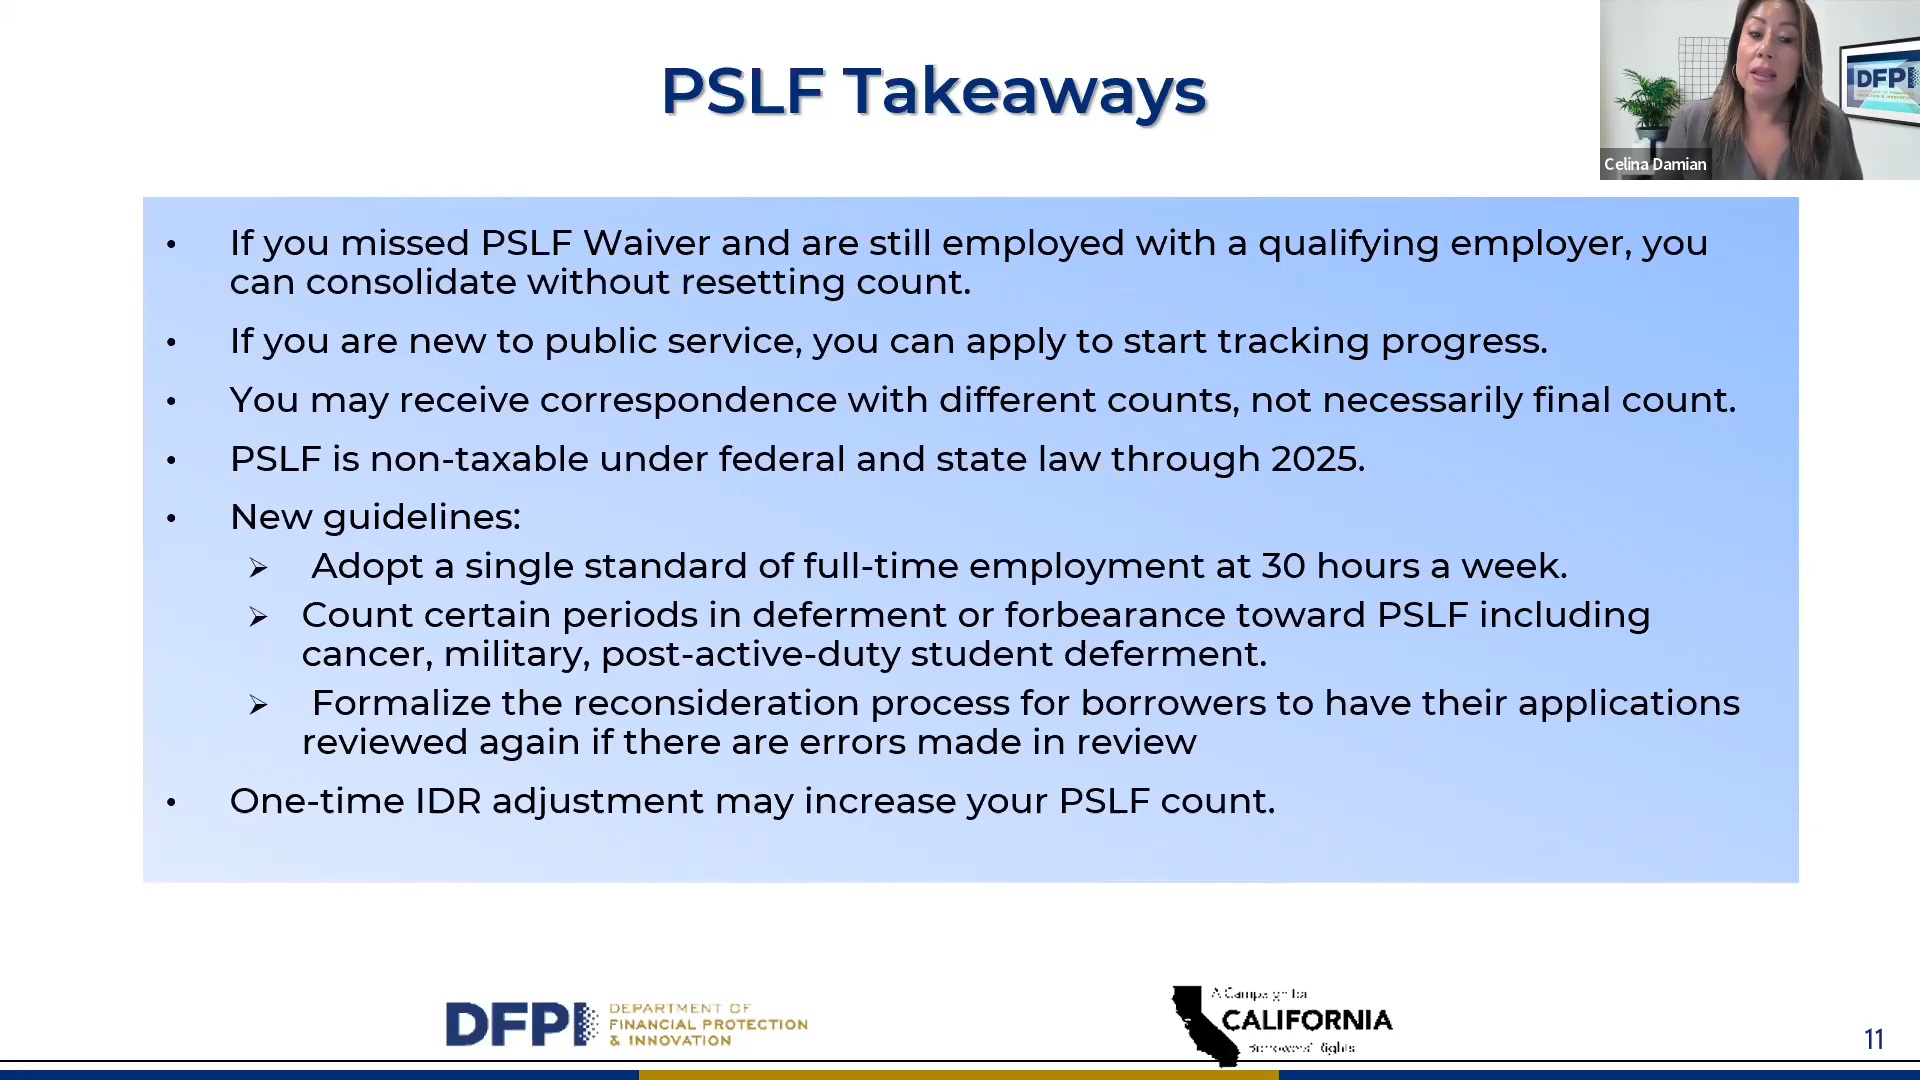 PSLF Takeaways
DFPI
Celina Damian
• If you missed PSLF Waiver and are still employed with a qualifying employer, you
can consolidate without resetting count.
• If you are new to public service, you can apply to start tracking progress.
• You may receive correspondence with different counts, not necessarily final count.
• PSLF is non-taxable under federal and state law through 2025.
• New guidelines:
➢ Adopt a single standard of full-time employment at 30 hours a week.
➢ Count certain periods in deferment or forbearance toward PSLF including
cancer, military, post-active-duty student deferment.
➢ Formalize the reconsideration process for borrowers to have their applications
reviewed again if there are errors made in review
• One-time IDR adjustment may increase your PSLF count.
DFPI
DEPARTMENT OF
FINANCIAL PROTECTION
& INNOVATION
A Campaign for
CALIFORNIA
Borrowers' Rights
11